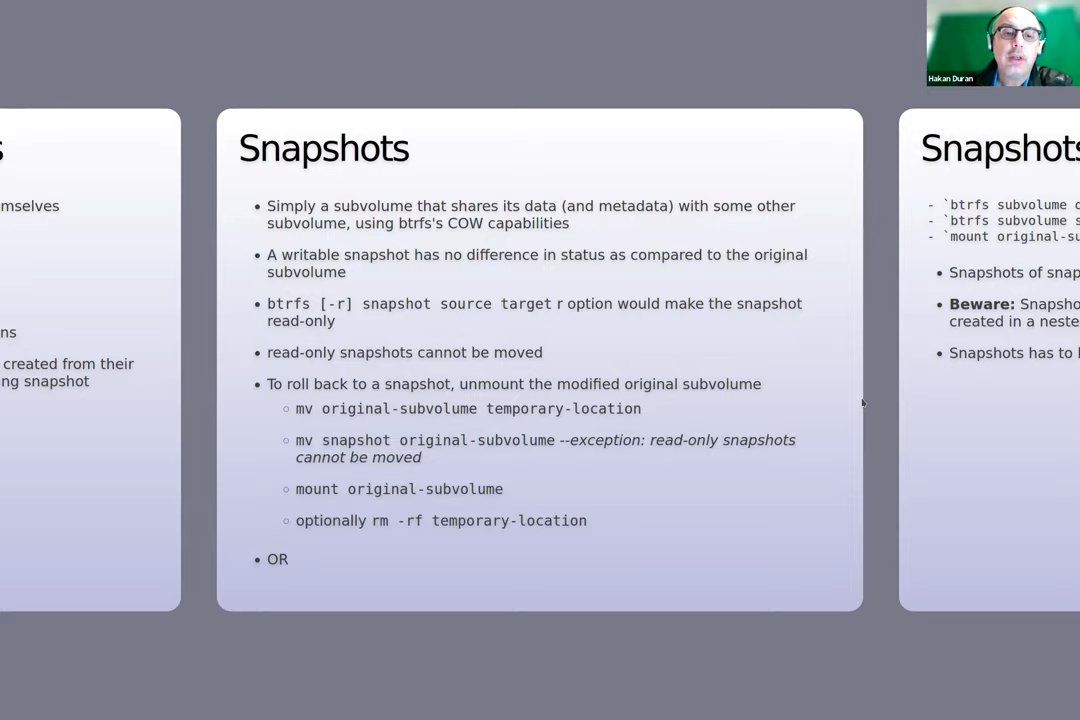 Hakan Duran
s
mselves
ns
created from their
ng snapshot
Snapshots
• Simply a subvolume that shares its data (and metadata) with some other
subvolume, using btrfs's COW capabilities
• A writable snapshot has no difference in status as compared to the original
subvolume
• btrfs [-r] snapshot source target r option would make the snapshot
read-only
• read-only snapshots cannot be moved
• To roll back to a snapshot, unmount the modified original subvolume
◦ mv original-subvolume temporary-location
◦ mv snapshot original-subvolume --exception: read-only snapshots
cannot be moved
◦ mount original-subvolume
◦ optionally rm -rf temporary-location
• OR
Snapshots
- `btrfs subvolume
- `btrfs subvolume s
- `mount original-su
• Snapshots of snap
• Beware: Snapsho
created in a neste
• Snapshots has to